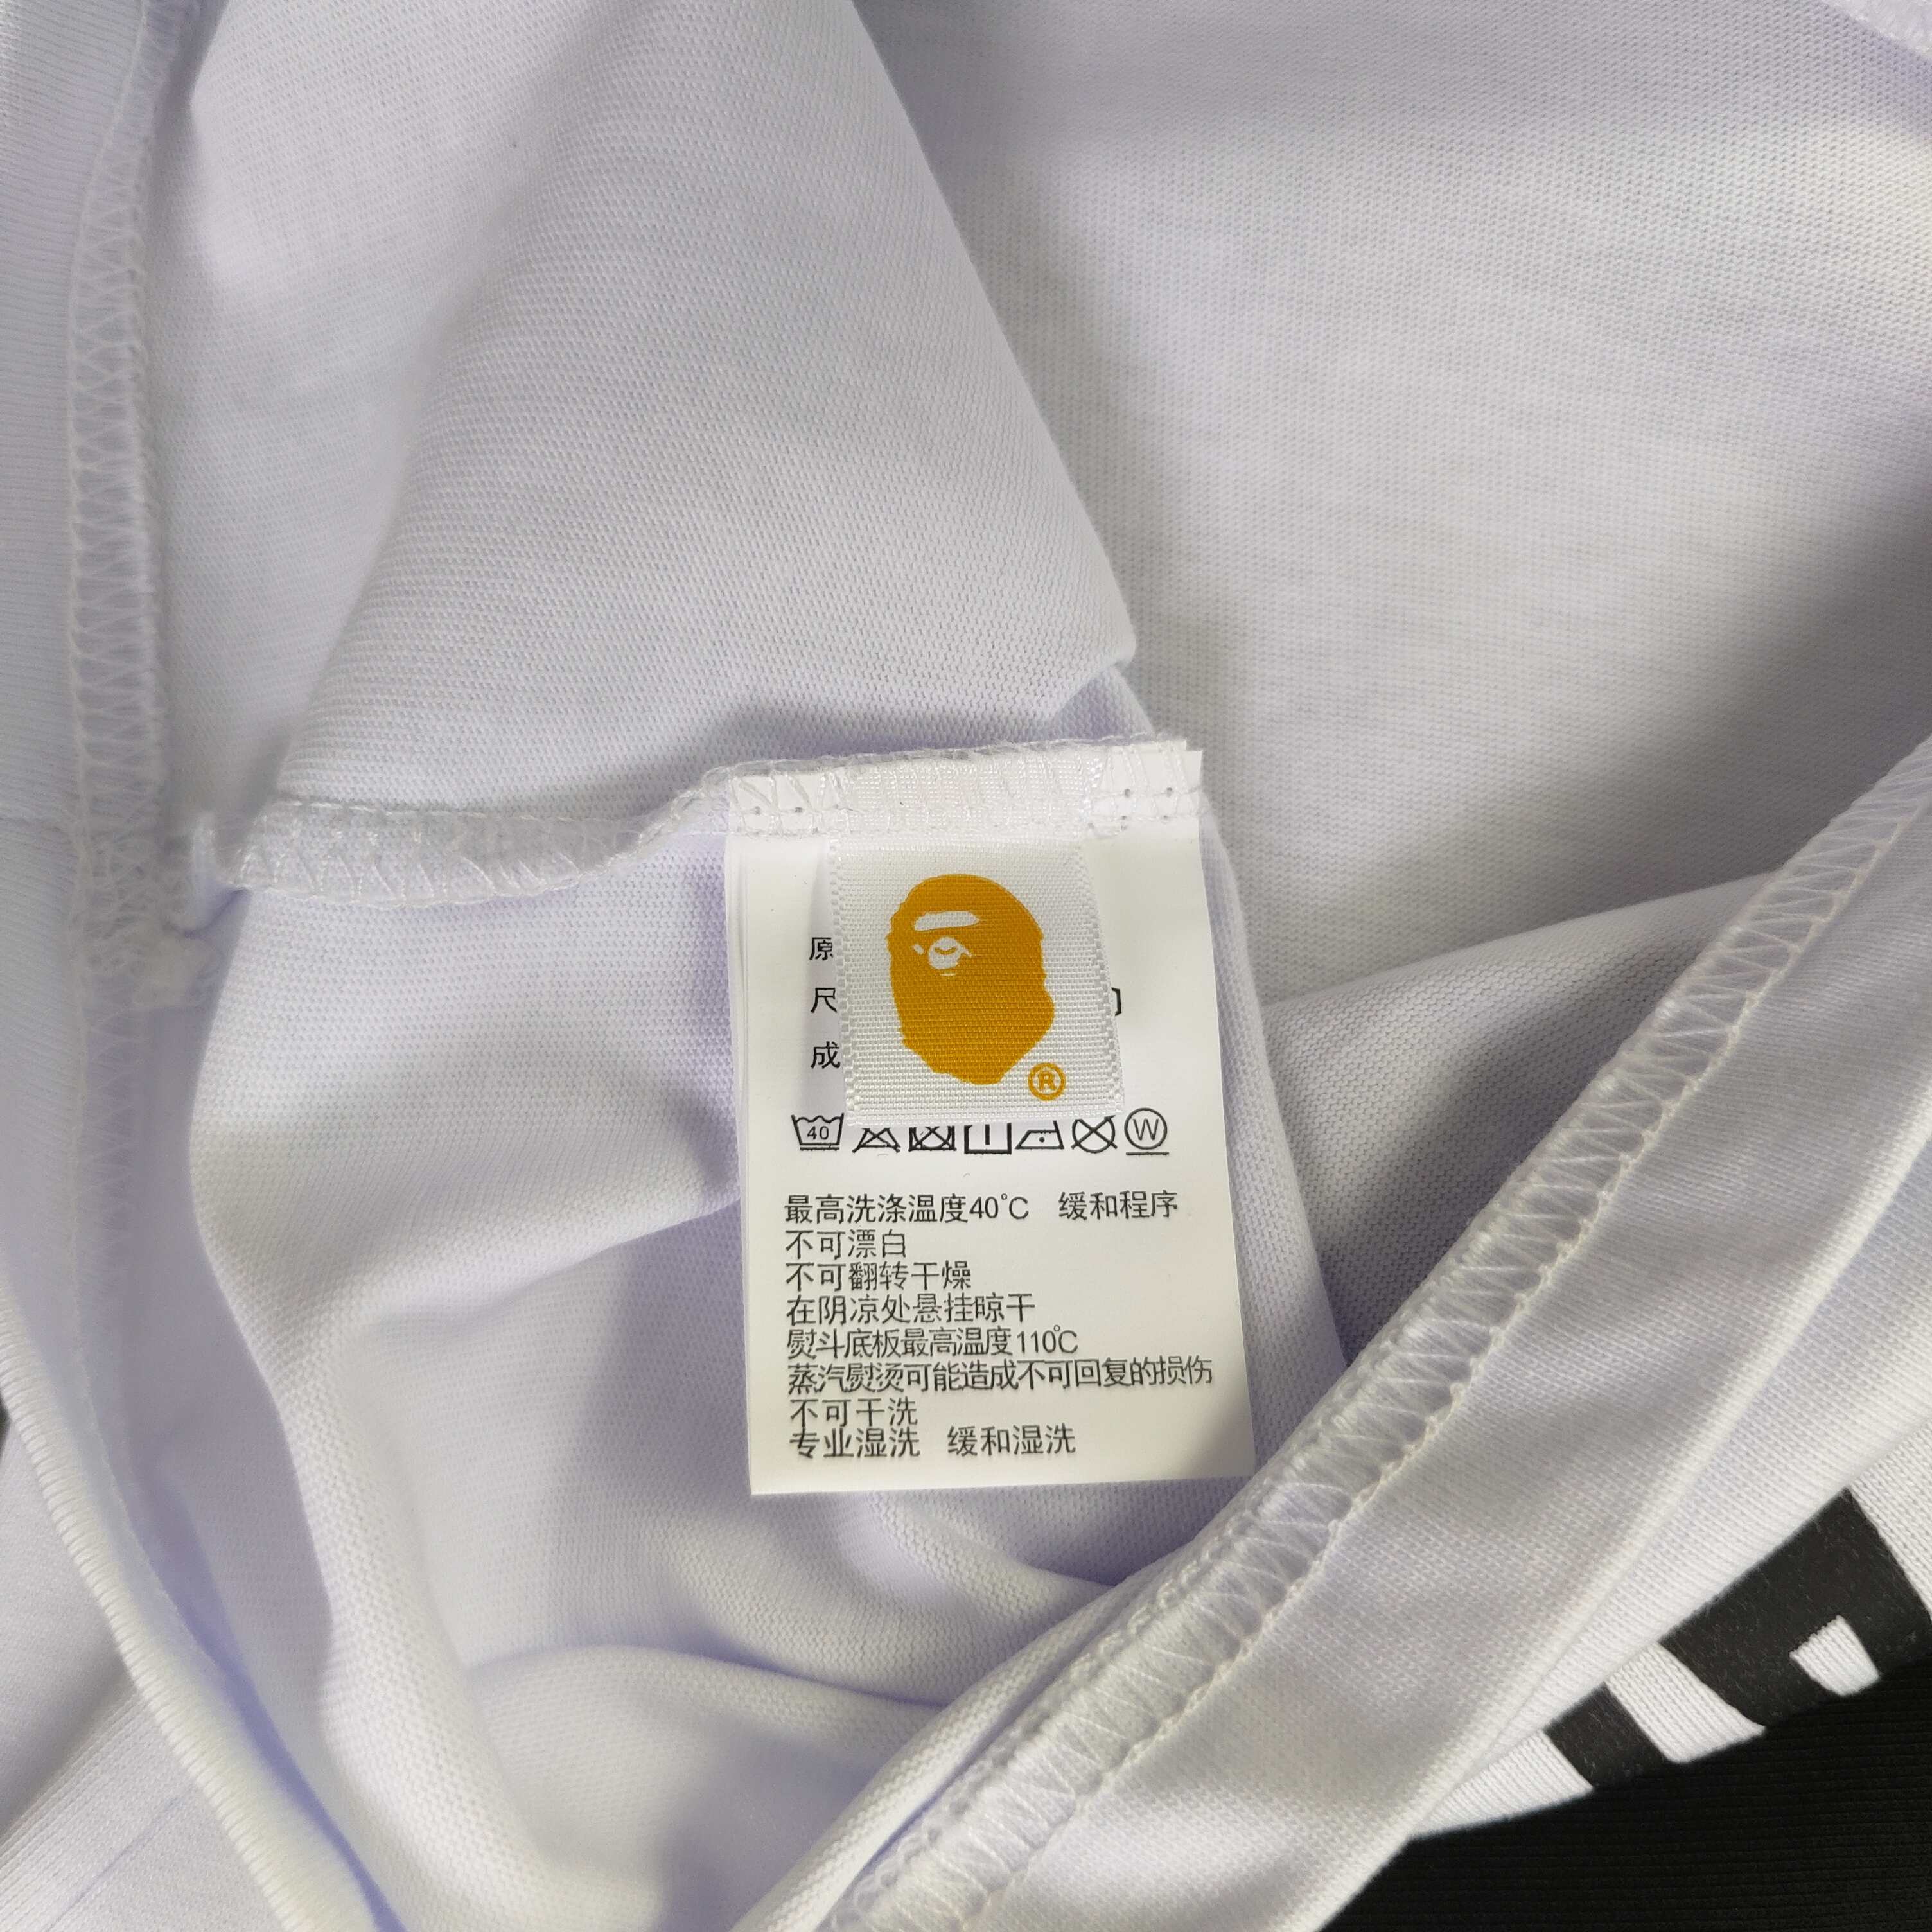 原
尺
成
®
40 W
最高洗涤温度40℃ 缓和程序
不可漂白
不可翻转干燥
在阴凉处悬挂晾干
熨斗底板最高温度110℃
蒸汽熨烫可能造成不可回复的损伤
不可干洗
专业湿洗 缓和湿洗